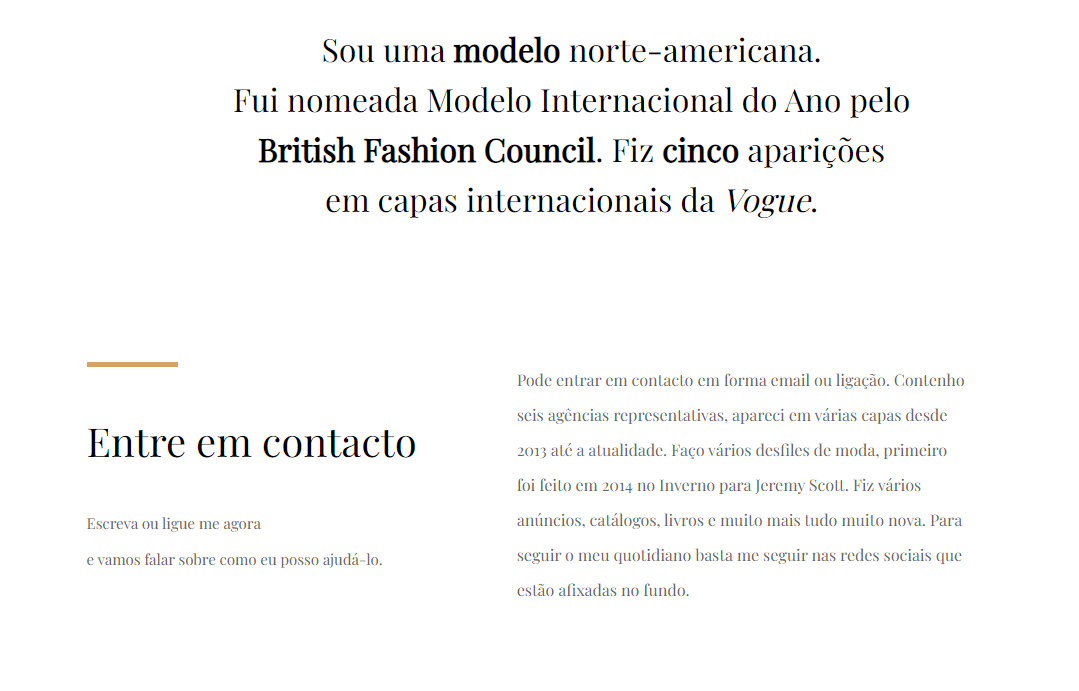 Sou uma modelo norte-americana.
Fui nomeada Modelo Internacional do Ano pelo
British Fashion Council. Fiz cinco aparições
em capas internacionais da Vogue.
Entre em contacto
Escreva ou ligue me agora
e vamos falar sobre como eu posso ajudá-lo.
Pode entrar em contacto em forma email ou ligação. Contenho
seis agências representativas, apareci em várias capas desde
2013 até a atualidade. Faço vários desfiles de moda, primeiro
foi feito em 2014 no Inverno para Jeremy Scott. Fiz vários
anúncios, catálogos, livros e muito mais tudo muito nova. Para
seguir o meu quotidiano basta me seguir nas redes sociais que
estão afixadas no fundo.